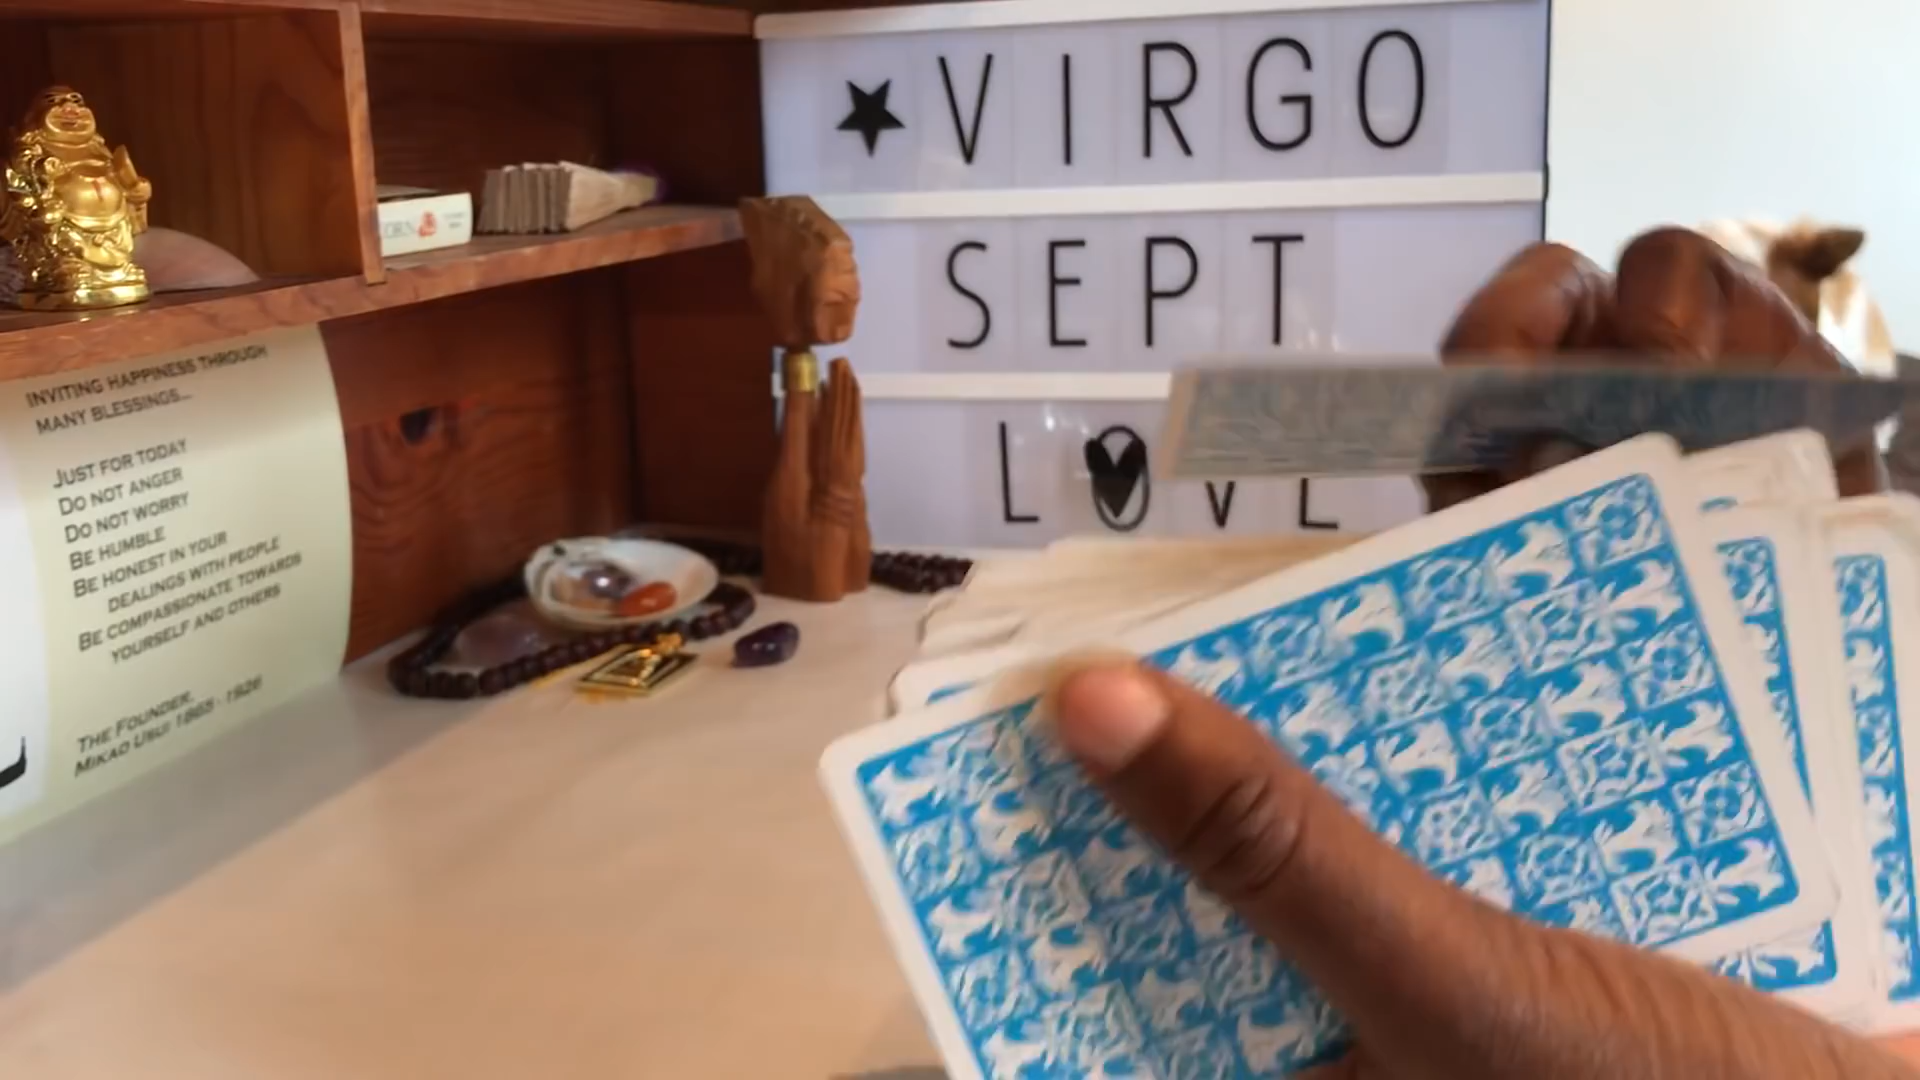 ★VIRGO
SEPT
LOVE
INVITING HAPPINESS THROUGH
MANY BLESSINGS...
JUST FOR TODAY
DO NOT ANGER
DO NOT WORRY
BE HUMBLE
BE HONEST IN YOUR
DEALINGS WITH PEOPLE
BE COMPASSIONATE TOWARDS
YOURSELF AND OTHERS
THE FOUNDER,
MIKAO USUI 1865 - 1926